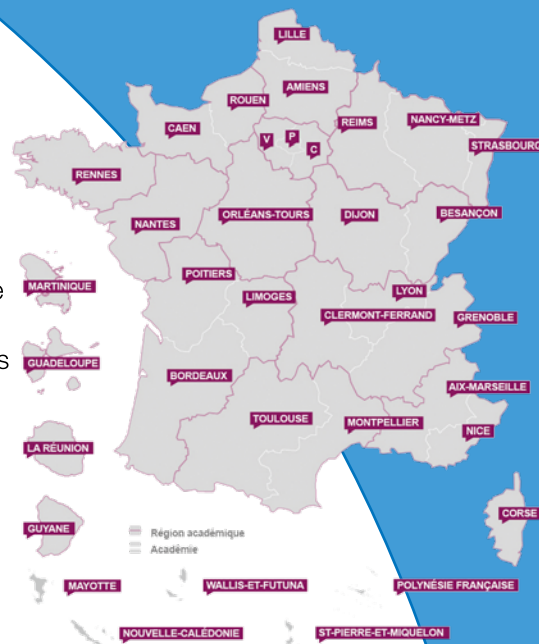 LILLE
AMIENS
ROUEN
REIMS
NANCY-METZ
CAEN
V
P
C
STRASBOURG
RENNES
ORLÉANS-TOURS
DIJON
BESANÇON
NANTES
POITIERS
MARTINIQUE
LIMOGES
LYON
CLERMONT-FERRAND
GRENOBLE
e
s
GUADELOUPE
BORDEAUX
AIX-MARSEILLE
TOULOUSE
MONTPELLIER
NICE
LA RÉUNION
CORSE
GUYANE
Région académique
Académie
MAYOTTE
WALLIS-ET-FUTUNA
POLYNÉSIE FRANÇAISE
NOUVELLE-CALÉDONIE
ST-PIERRE-ET-MIQUELON